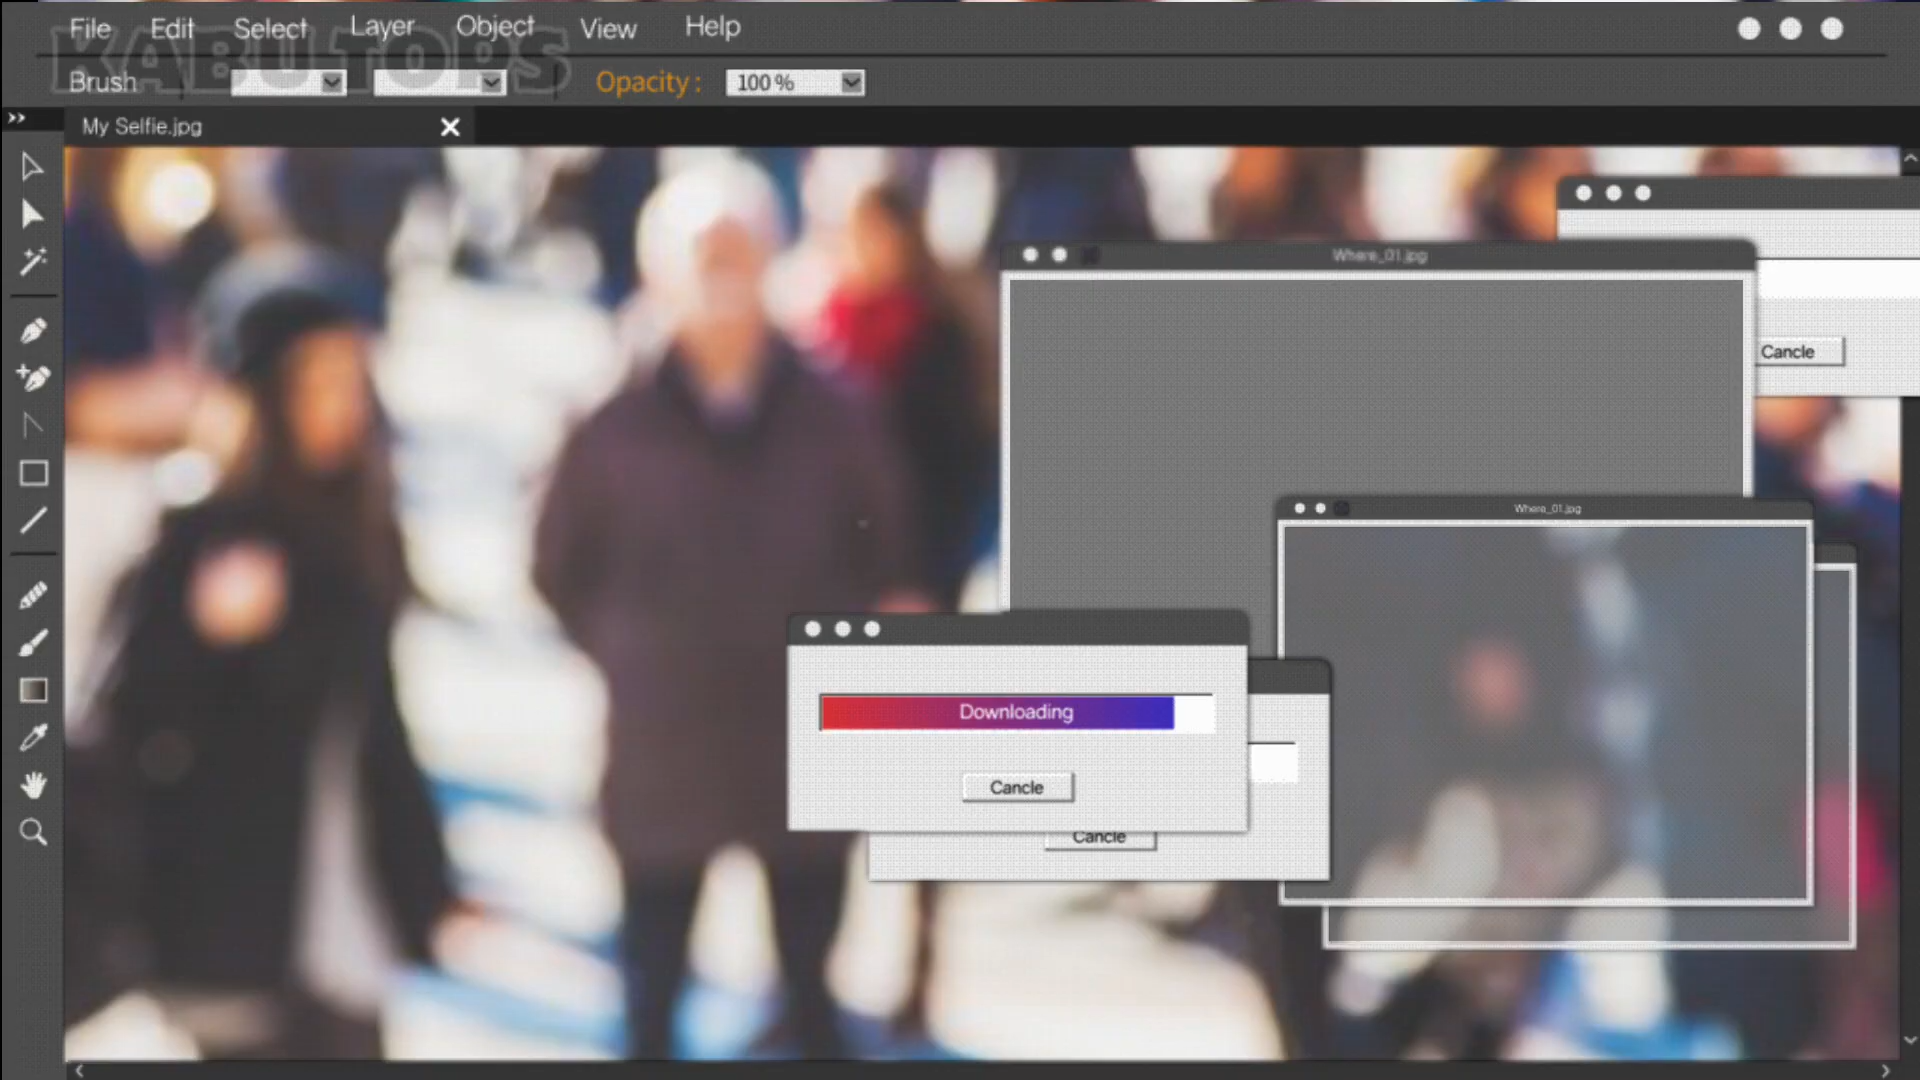 File Edit Select Layer Object View Help
KABUTOPS
Brush Opacity : 100 %
My Selfie.jpg
Where_01.jpg
Cancle
Where_01.jpg
Downloading
Cancle
Cancle